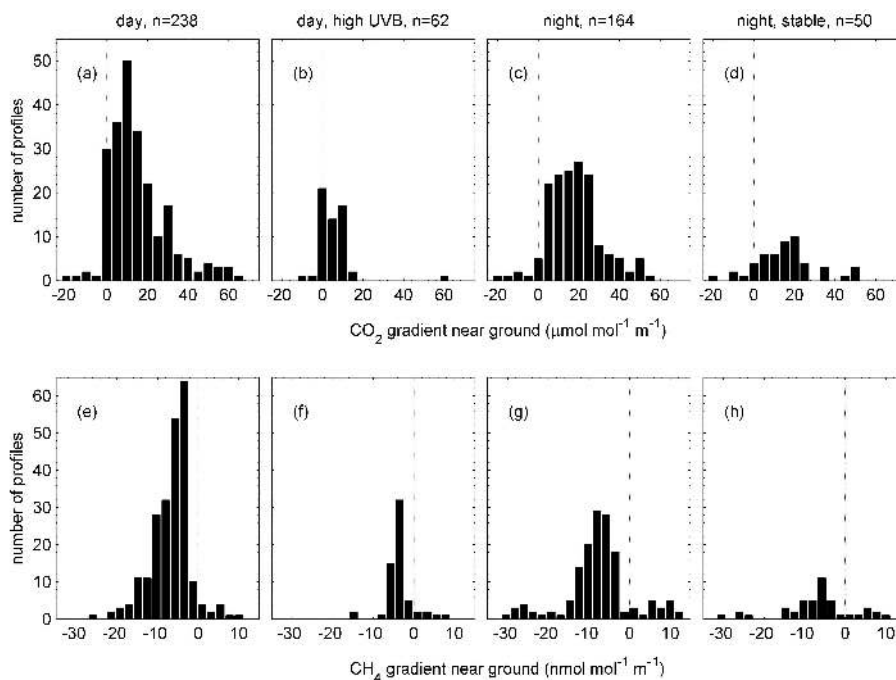 day, n=238 day, high UVB, n=62 night, n=164 night, stable, n=50
(a) (b) (c) (d)
50
40
30
20
10
0
number of profiles
-20 0 20 40 60 -20 0 20 40 60 -20 0 20 40 60 -20 0 20 40 60
CO₂ gradient near ground (μmol mol⁻¹ m⁻¹)
(e) (f) (g) (h)
60
50
40
30
20
10
0
number of profiles
-30 -20 -10 0 10 -30 -20 -10 0 10 -30 -20 -10 0 10 -30 -20 -10 0 10
CH₄ gradient near ground (nmol mol⁻¹ m⁻¹)